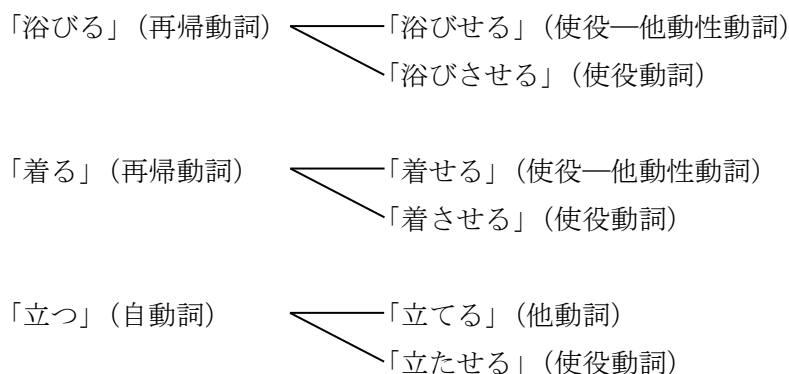 「浴びる」(再帰動詞) 「浴びせる」(使役―他動性動詞)
「浴びさせる」(使役動詞)
「着る」(再帰動詞) 「着せる」(使役―他動性動詞)
「着させる」(使役動詞)
「立つ」(自動詞) 「立てる」(他動詞)
「立たせる」(使役動詞)